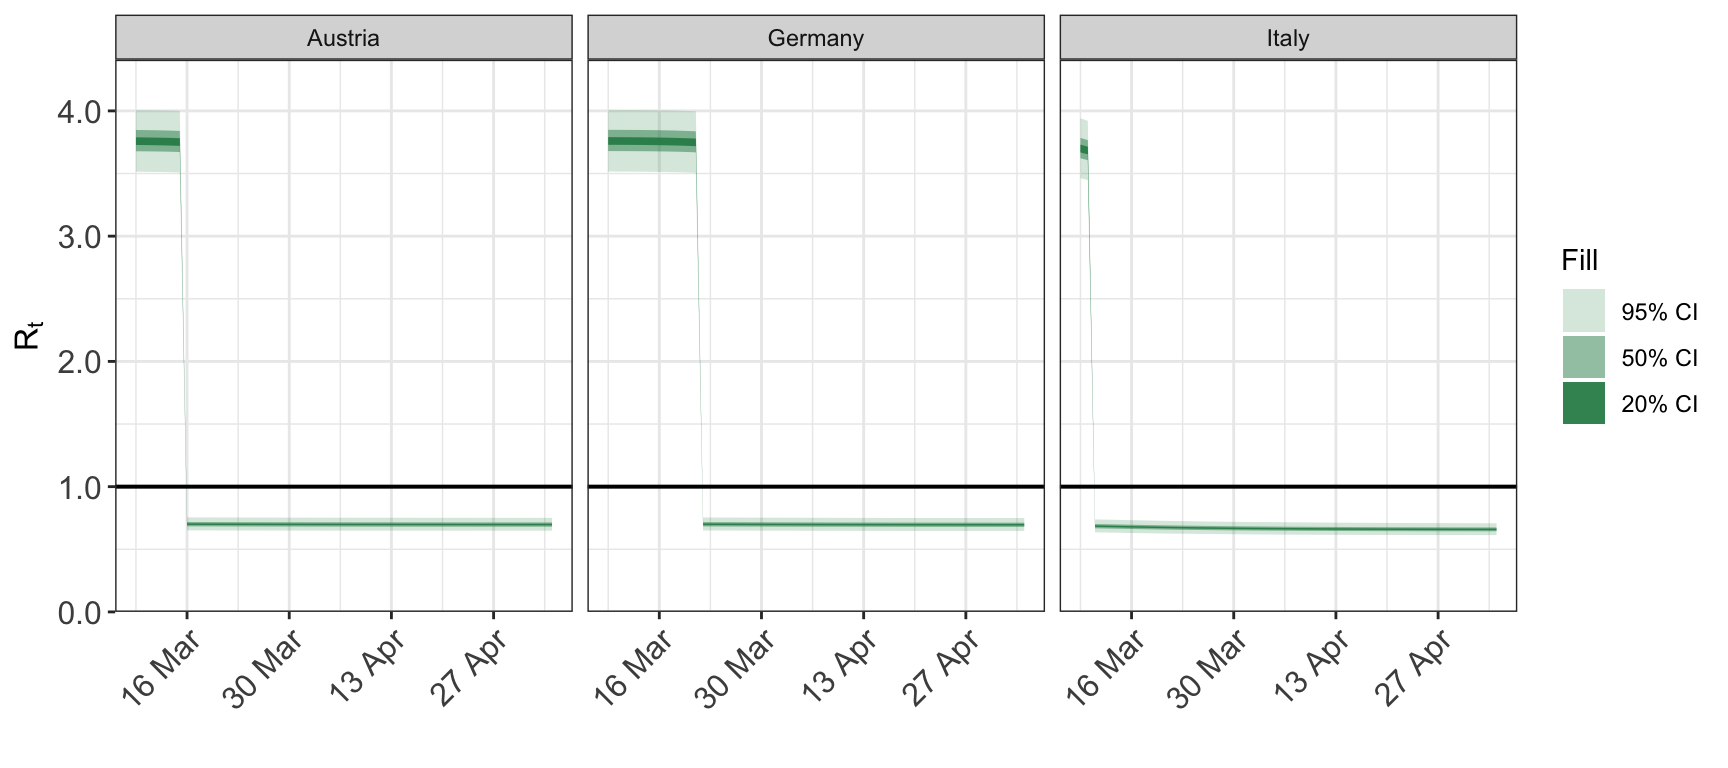 Austria
Germany
Italy
4.0
3.0
2.0
1.0
0.0
Rt
16 Mar
30 Mar
13 Apr
27 Apr
16 Mar
30 Mar
13 Apr
27 Apr
16 Mar
30 Mar
13 Apr
27 Apr
Fill
95% CI
50% CI
20% CI